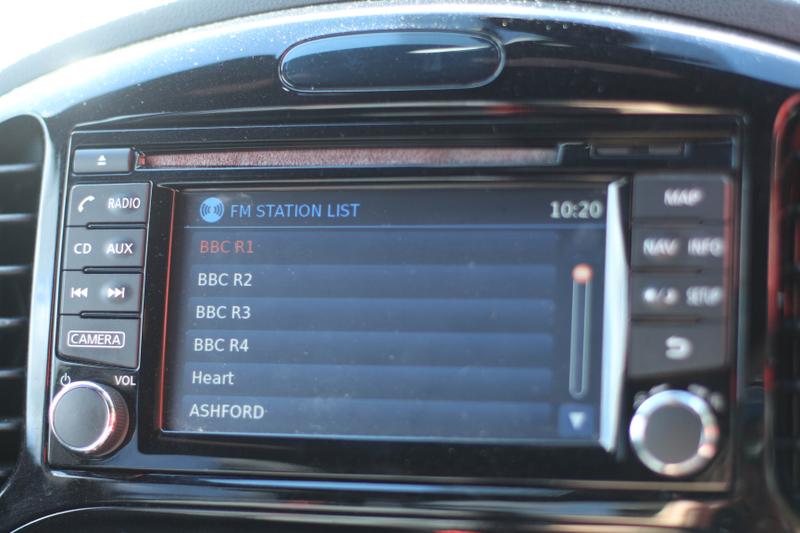 RADIO
CD AUX
CAMERA
VOL
FM STATION LIST 10:20
BBC R1
BBC R2
BBC R3
BBC R4
Heart
ASHFORD
MAP
NAV INFO
SETUP